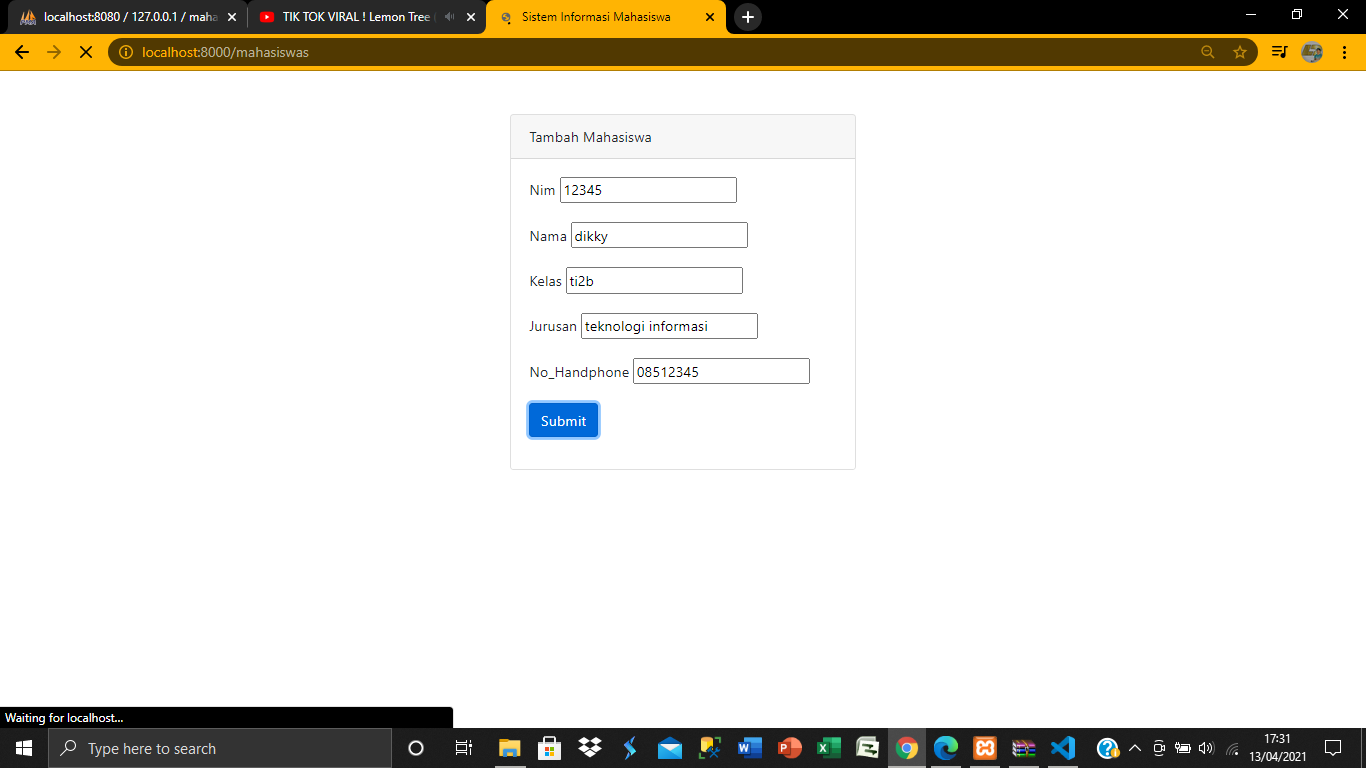 localhost:8080 / 127.0.0.1 / maha
TIK TOK VIRAL ! Lemon Tree (
Sistem Informasi Mahasiswa
localhost:8000/mahasiswas
Tambah Mahasiswa
Nim 12345
Nama dikky
Kelas ti2b
Jurusan teknologi informasi
No_Handphone 08512345
Submit
Waiting for localhost...
Type here to search
17:31
13/04/2021